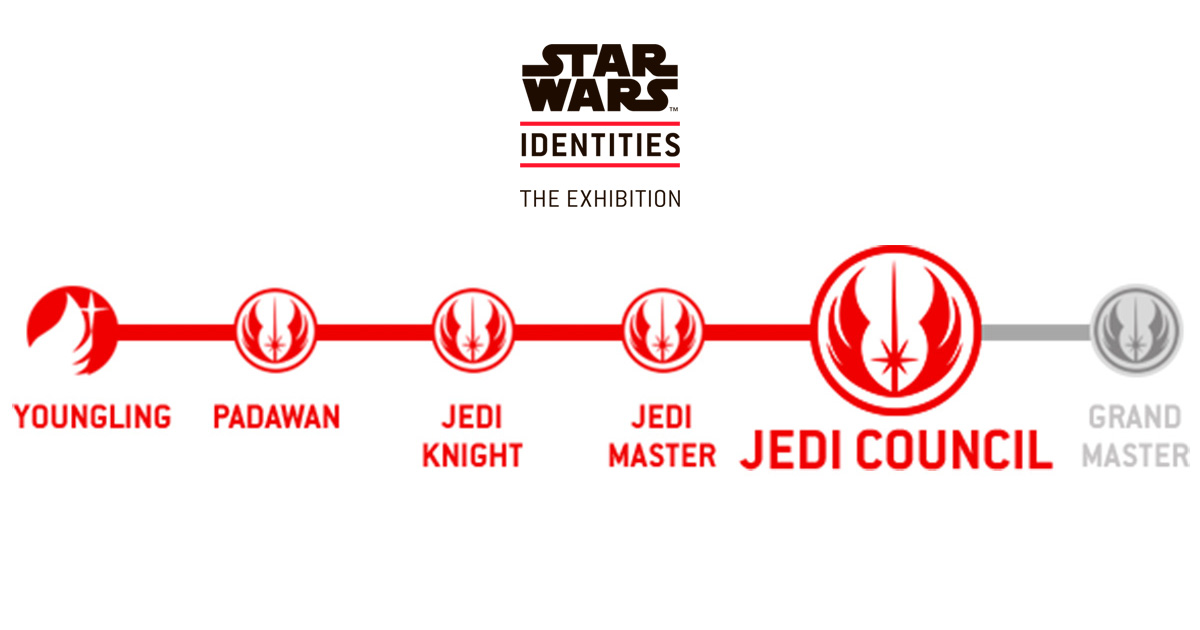 STAR
WARS™
IDENTITIES
THE EXHIBITION
YOUNGLING
PADAWAN
JEDI
KNIGHT
JEDI
MASTER
JEDI COUNCIL
GRAND
MASTER